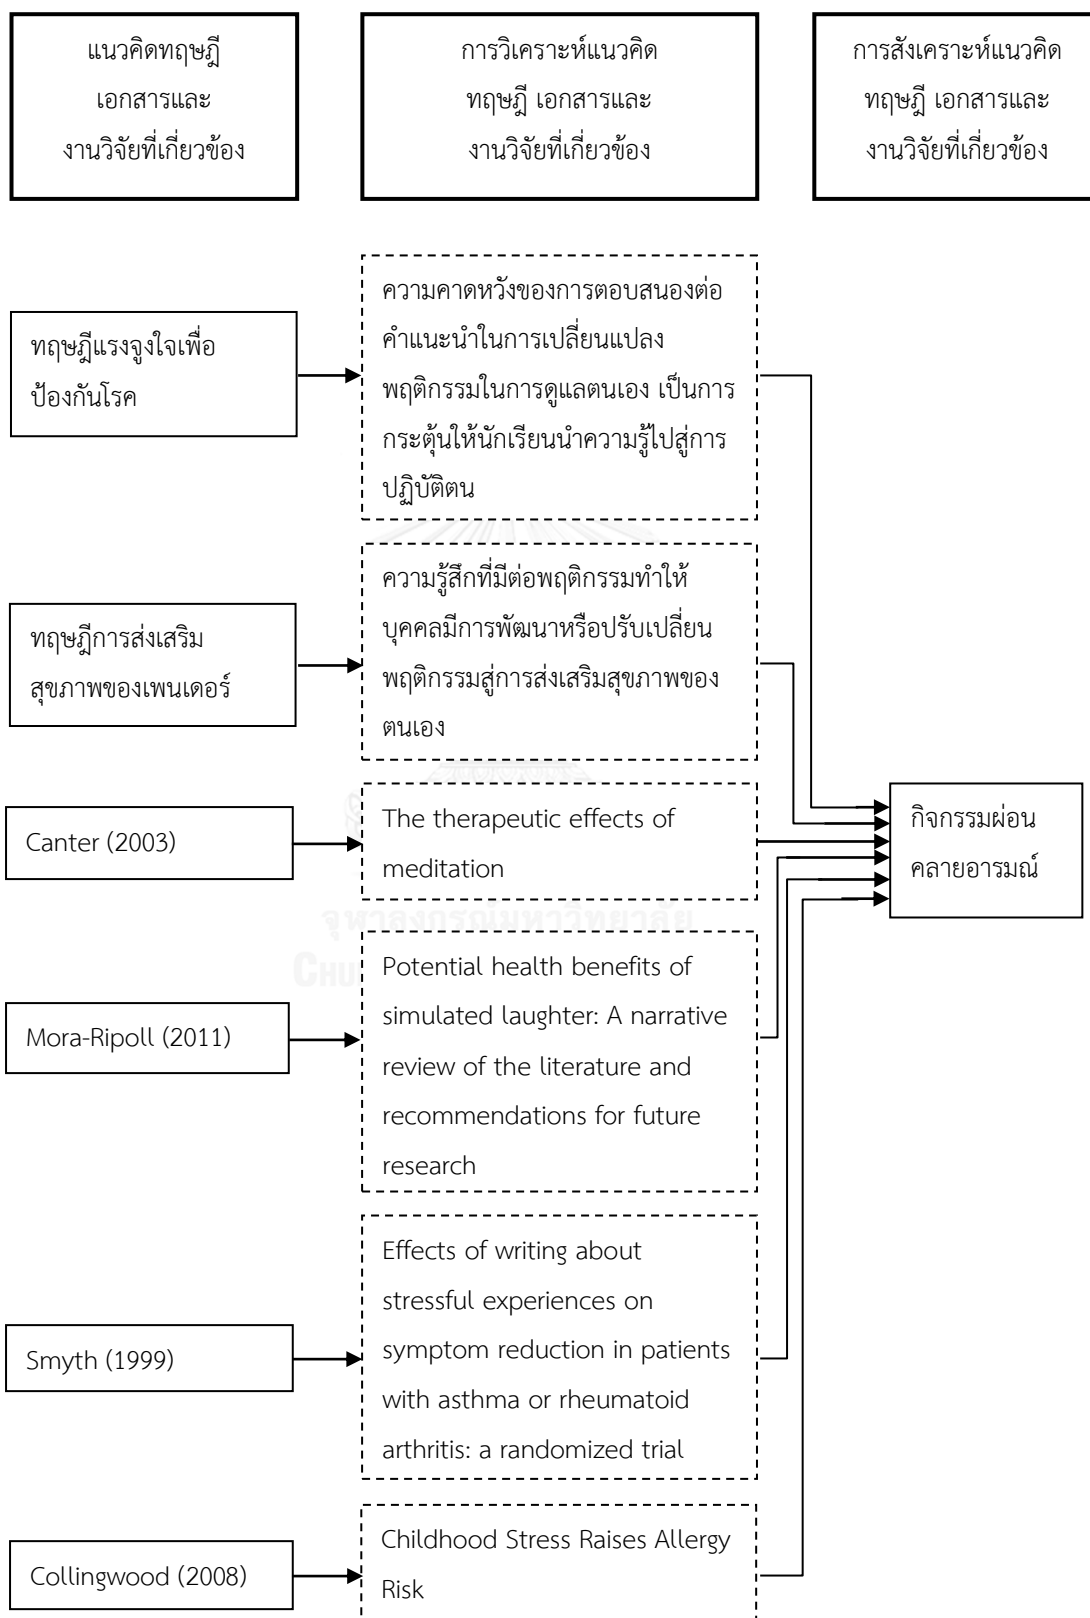 แนวคิดทฤษฎี
เอกสารและ
งานวิจัยที่เกี่ยวข้อง
การวิเคราะห์แนวคิด
ทฤษฎี เอกสารและ
งานวิจัยที่เกี่ยวข้อง
การสังเคราะห์แนวคิด
ทฤษฎี เอกสารและ
งานวิจัยที่เกี่ยวข้อง
ทฤษฎีแรงจูงใจเพื่อ
ป้องกันโรค
ความคาดหวังของการตอบสนองต่อ
คำแนะนำในการเปลี่ยนแปลง
พฤติกรรมในการดูแลตนเอง เป็นการ
กระตุ้นให้นักเรียนนำความรู้ไปสู่การ
ปฏิบัติตน
ทฤษฎีการส่งเสริม
สุขภาพของเพนเดอร์
ความรู้สึกที่มีต่อพฤติกรรมทำให้
บุคคลมีการพัฒนาหรือปรับเปลี่ยน
พฤติกรรมสู่การส่งเสริมสุขภาพของ
ตนเอง
Canter (2003)
The therapeutic effects of
meditation
กิจกรรมผ่อน
คลายอารมณ์
จุฬาลงกรณ์มหาวิทยาลัย
Mora-Ripoll (2011)
Potential health benefits of
simulated laughter: A narrative
review of the literature and
recommendations for future
research
Smyth (1999)
Effects of writing about
stressful experiences on
symptom reduction in patients
with asthma or rheumatoid
arthritis: a randomized trial
Collingwood (2008)
Childhood Stress Raises Allergy
Risk